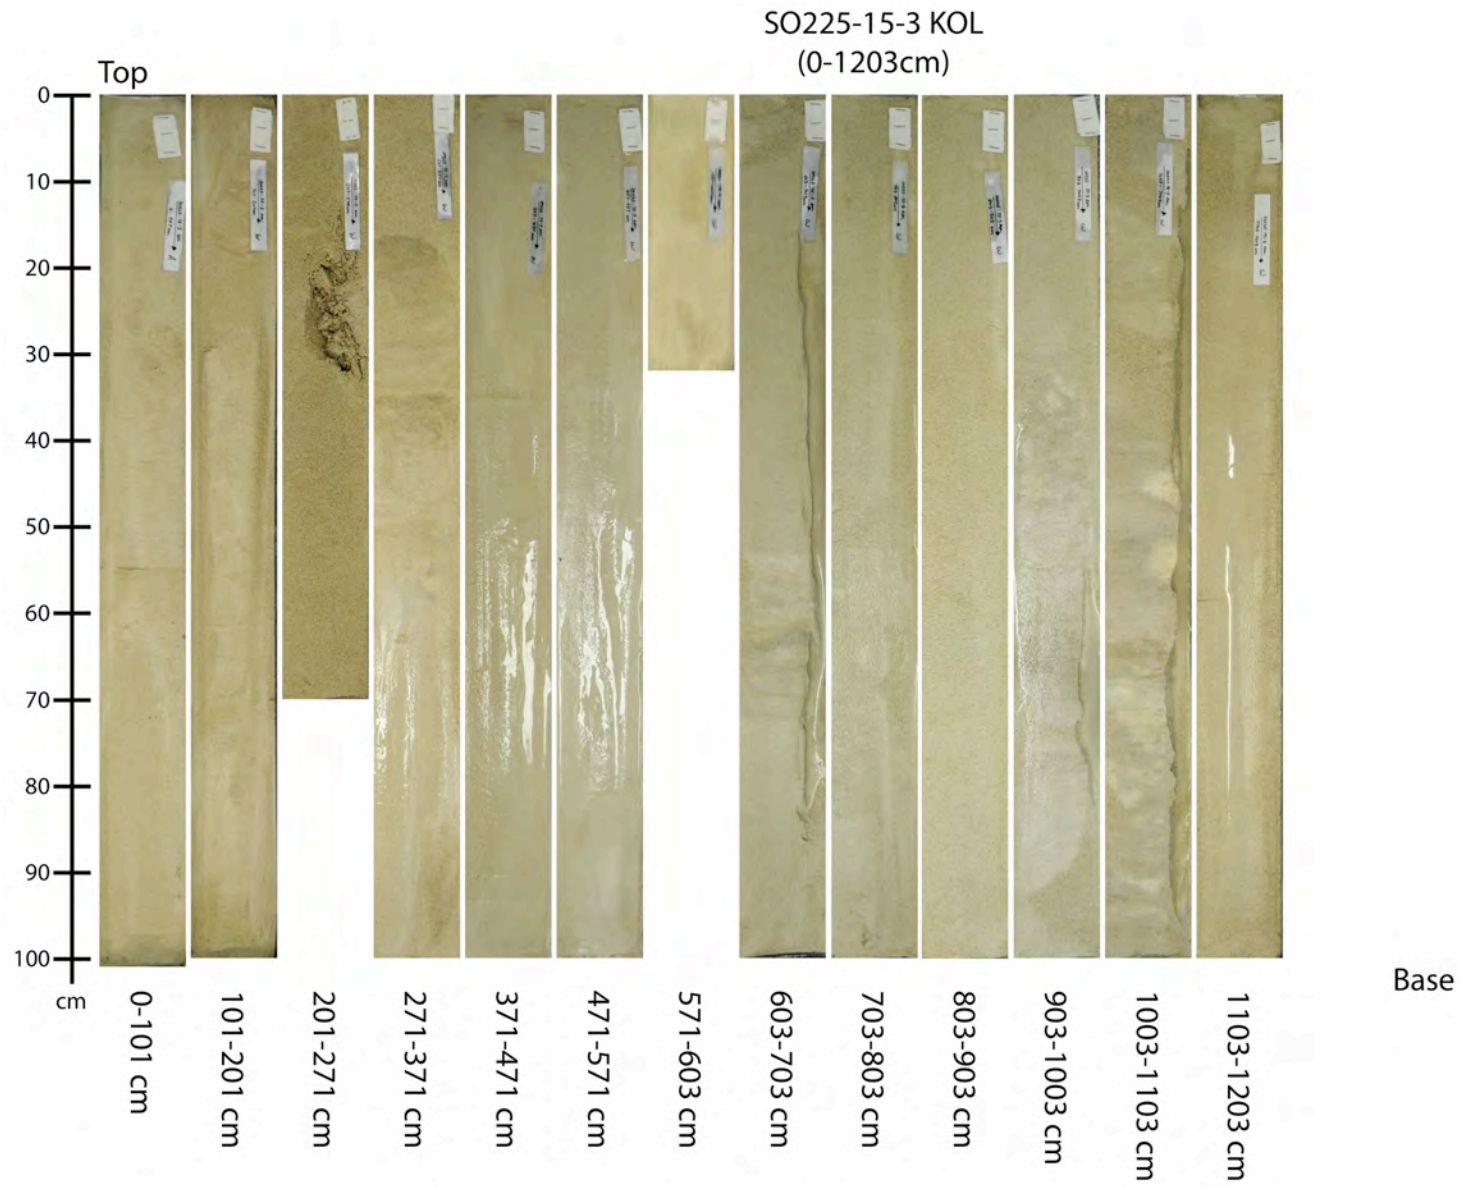 SO225-15-3 KOL
(0-1203cm)
Top
0
10
20
30
40
50
60
70
80
90
100
cm
Base
0-101 cm
101-201 cm
201-271 cm
271-371 cm
371-471 cm
471-571 cm
571-603 cm
603-703 cm
703-803 cm
803-903 cm
903-1003 cm
1003-1103 cm
1103-1203 cm